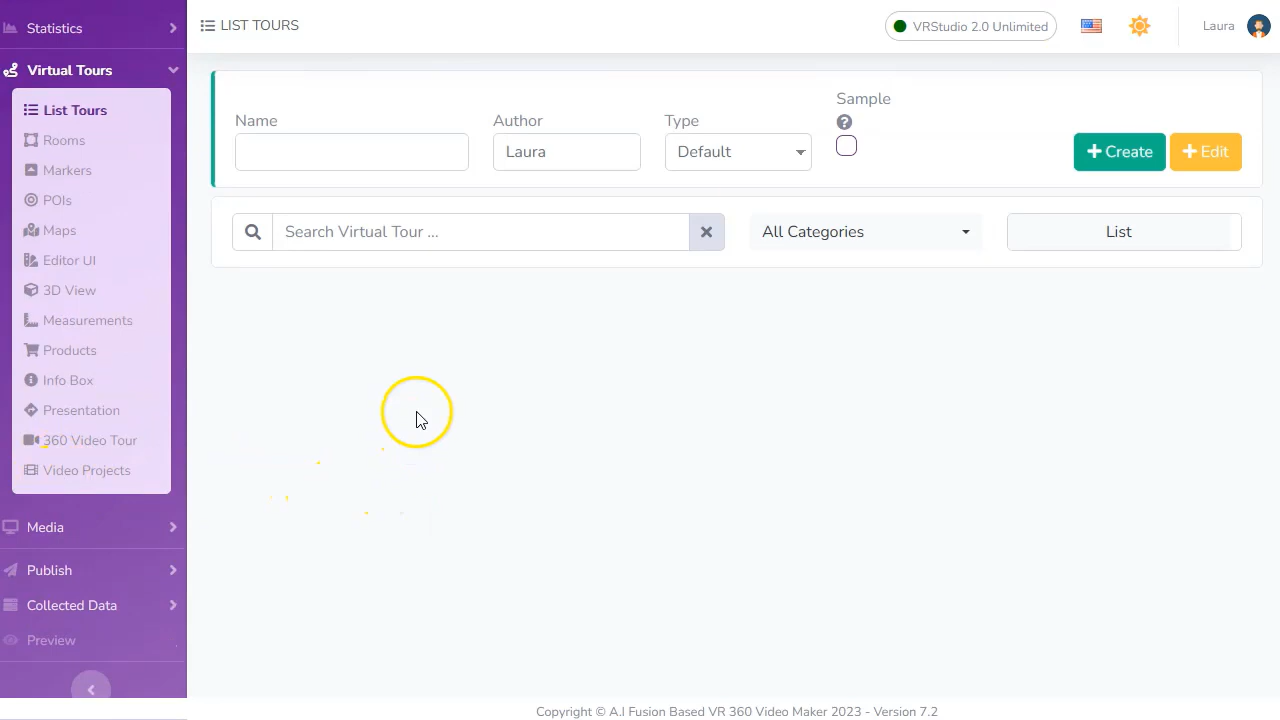 Statistics
Virtual Tours
List Tours
Rooms
Markers
POIs
Maps
Editor UI
3D View
Measurements
Products
Info Box
Presentation
360 Video Tour
Video Projects
Media
Publish
Collected Data
Preview
LIST TOURS
VRStudio 2.0 Unlimited
Laura
Name
Author
Laura
Type
Default
Sample
Create
Edit
Search Virtual Tour ...
All Categories
List
Copyright © A.I Fusion Based VR 360 Video Maker 2023 - Version 7.2